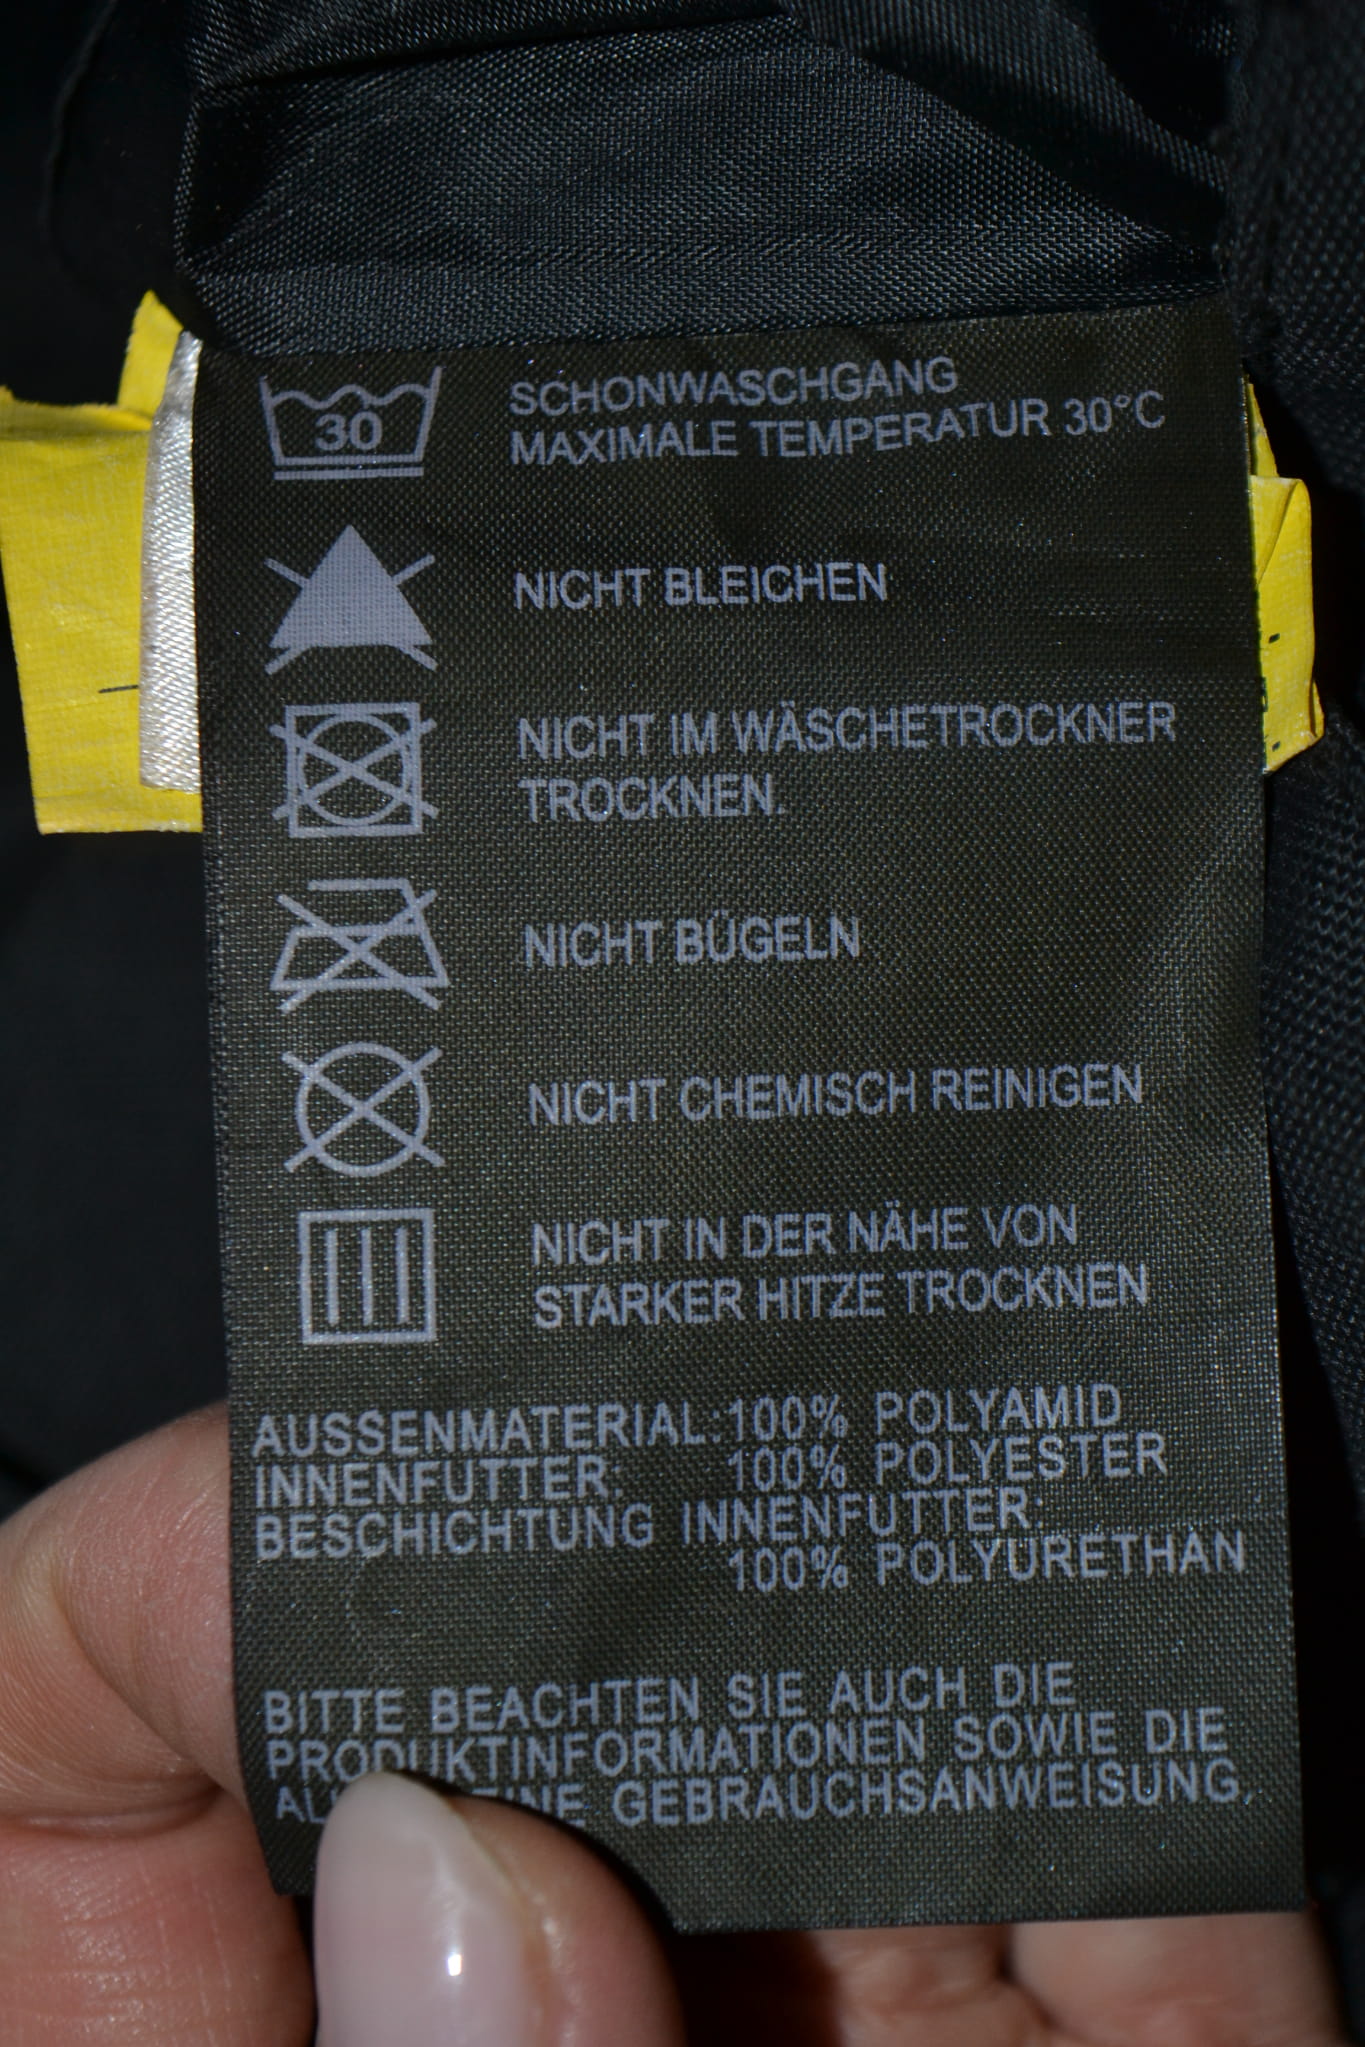 30
SCHONWASCHGANG
MAXIMALE TEMPERATUR 30°C
NICHT BLEICHEN
NICHT IM WÄSCHETROCKNER
TROCKNEN.
NICHT BÜGELN
NICHT CHEMISCH REINIGEN
NICHT IN DER NÄHE VON
STARKER HITZE TROCKNEN
AUSSENMATERIAL: 100% POLYAMID
INNENFUTTER: 100% POLYESTER
BESCHICHTUNG INNENFUTTER:
100% POLYURETHAN
BITTE BEACHTEN SIE AUCH DIE
PRODUKTINFORMATIONEN SOWIE DIE
GEBRAUCHSANWEISUNG.